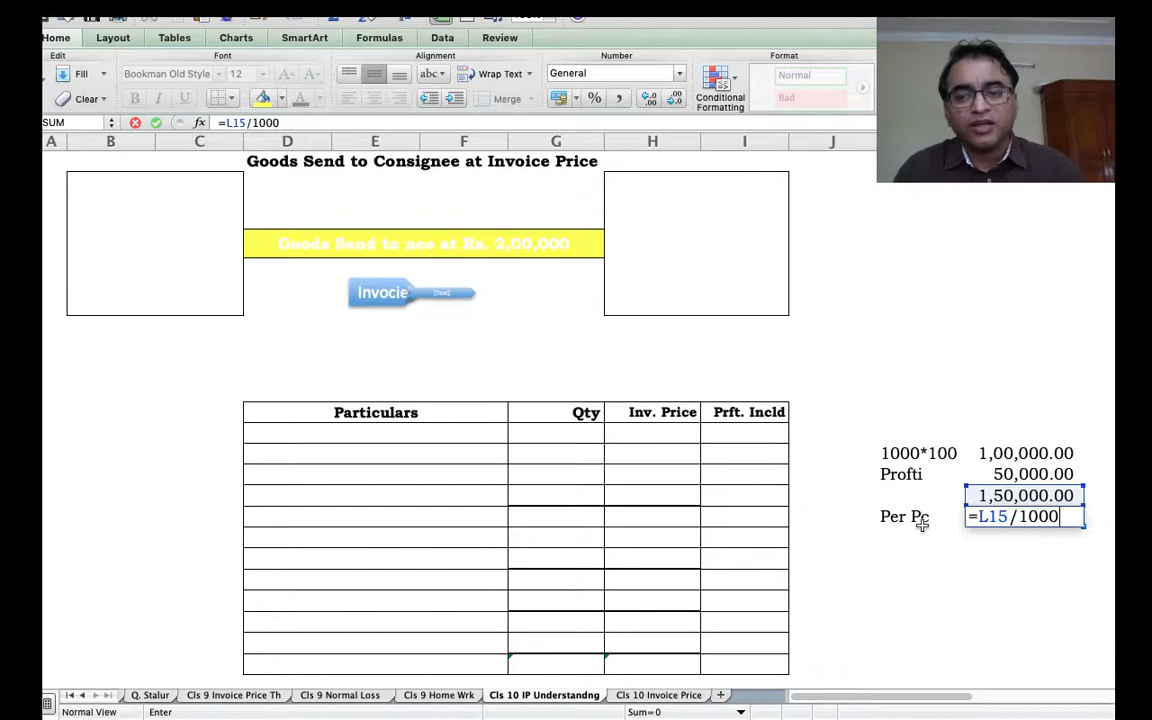 Home Layout Tables Charts SmartArt Formulas Data Review
Edit Font Alignment Number Format
Fill Bookman Old Style 12 A A abc Wrap Text General Normal
Clear B I U A Merge % Conditional Formatting Bad
SUM fx =L15/1000
A B C D E F G H I J
Goods Send to Consignee at Invoice Price
Goods Send to nee at Rs. 2,00,000
Invocie [Text]
Particulars Qty Inv. Price Prft. Incld
1000*100 1,00,000.00
Profti 50,000.00
1,50,000.00
Per Pc =L15/1000
Q. Stalur Cls 9 Invoice Price Th Cls 9 Normal Loss Cls 9 Home Wrk Cls 10 IP Understandng Cls 10 Invoice Price +
Normal View Enter Sum=0